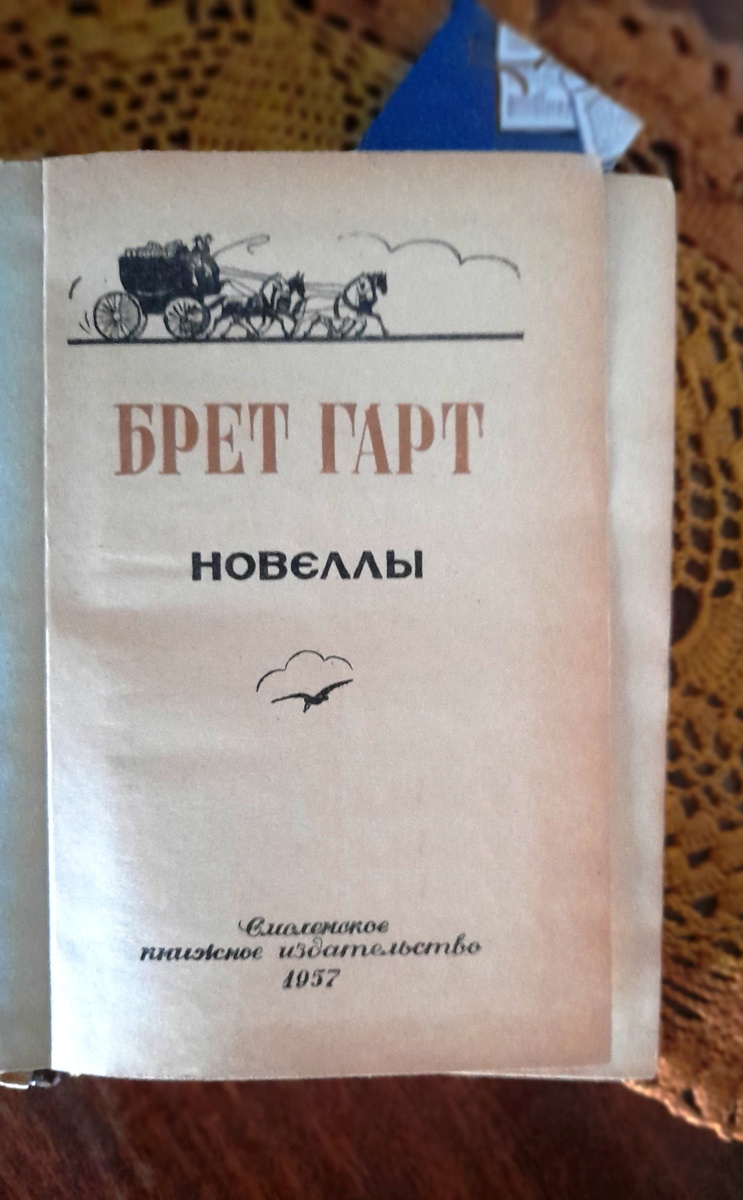 БРЕТ ГАРТ
НОВЕЛЛЫ
Смоленское
книжное издательство
1957